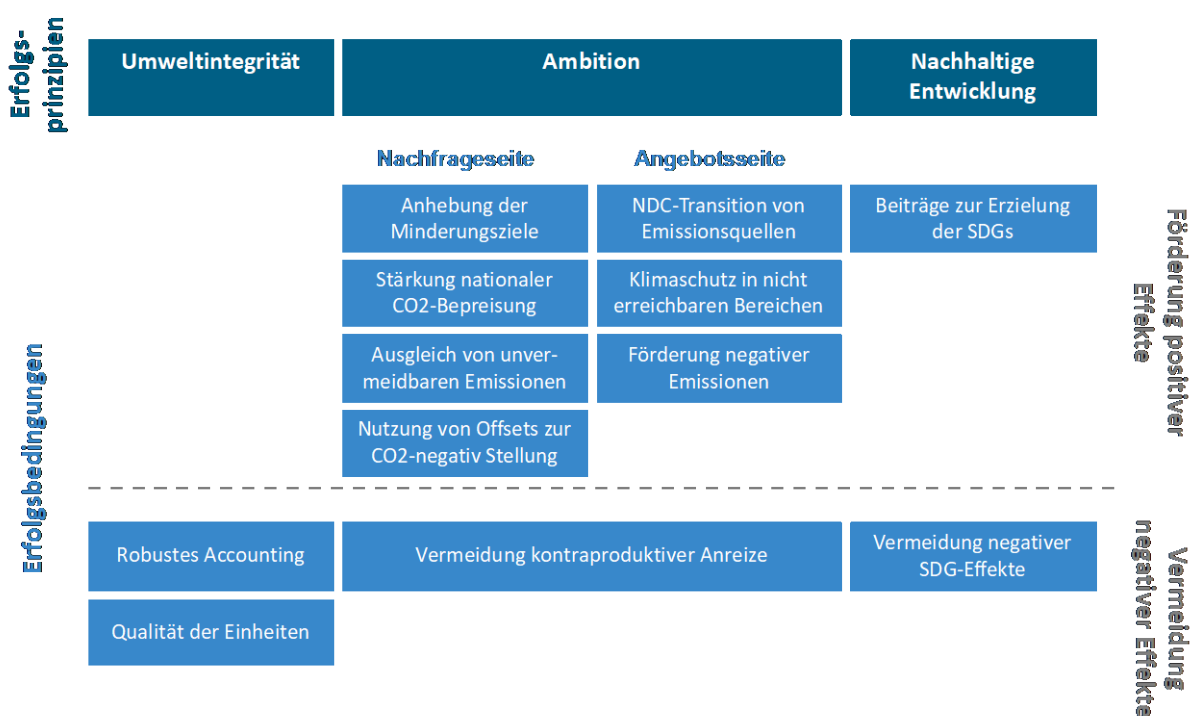 Erfolgs-
prinzipien
Umweltintegrität
Ambition
Nachhaltige
Entwicklung
Nachfrageseite
Angebotsseite
Anhebung der
Minderungsziele
NDC-Transition von
Emissionsquellen
Beiträge zur Erzielung
der SDGs
Stärkung nationaler
CO2-Bepreisung
Klimaschutz in nicht
erreichbaren Bereichen
Ausgleich von unver-
meidbaren Emissionen
Förderung negativer
Emissionen
Nutzung von Offsets zur
CO2-negativ Stellung
Förderung positiver
Effekte
Erfolgsbedingungen
Robustes Accounting
Vermeidung kontraproduktiver Anreize
Vermeidung negativer
SDG-Effekte
Qualität der Einheiten
Vermeidung
negativer Effekte